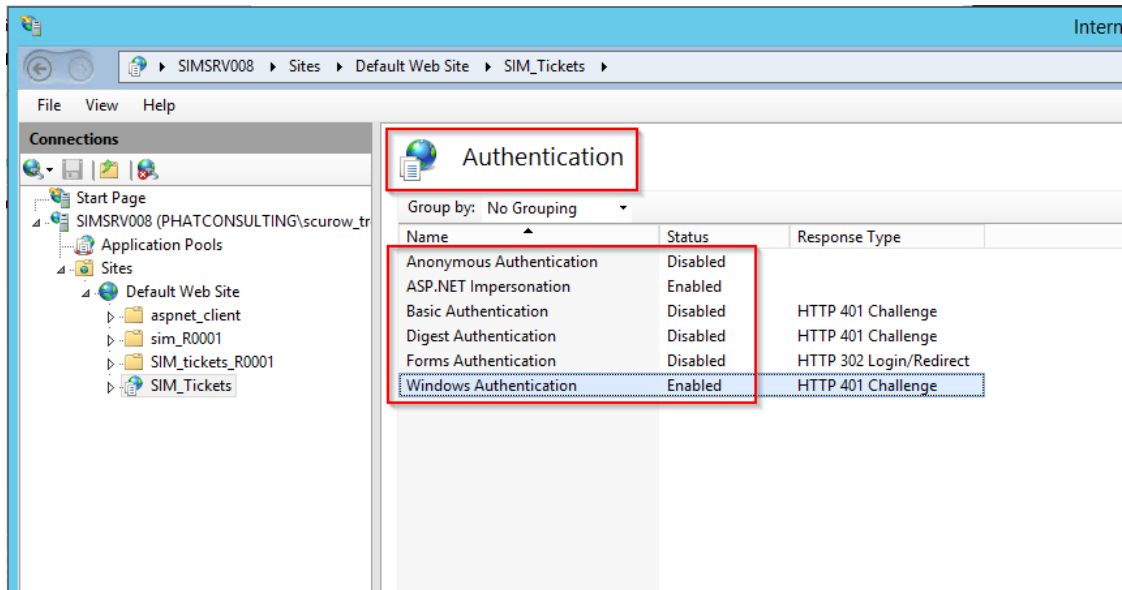 Intern
SIMSRV008 Sites Default Web Site SIM_Tickets
File View Help
Connections
Authentication
Start Page
Group by: No Grouping
SIMSRV008 (PHATCONSULTING\scurow_tr
Name Status Response Type
Application Pools
Anonymous Authentication Disabled
Sites
ASP.NET Impersonation Enabled
Default Web Site
Basic Authentication Disabled HTTP 401 Challenge
aspnet_client
Digest Authentication Disabled HTTP 401 Challenge
sim_R0001
Forms Authentication Disabled HTTP 302 Login/Redirect
SIM_tickets_R0001
Windows Authentication Enabled HTTP 401 Challenge
SIM_Tickets